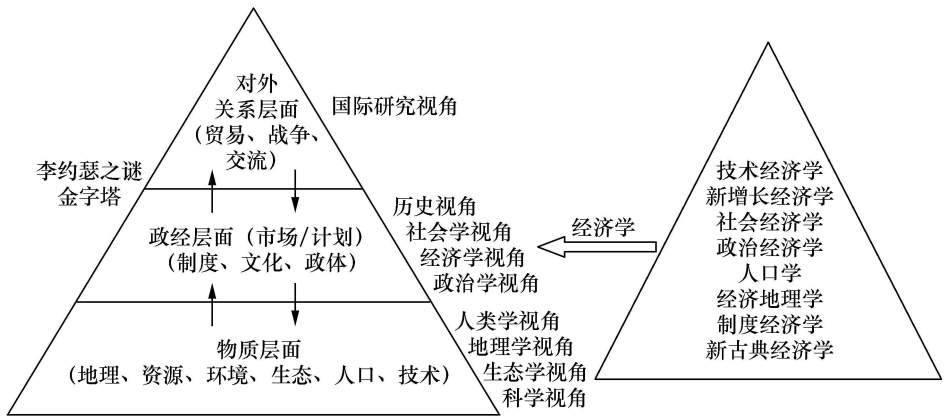 对外
关系层面
（贸易、战争、
交流）
国际研究视角
李约瑟之谜
金字塔
政经层面（市场/计划）
（制度、文化、政体）
历史视角
社会学视角
经济学视角
政治学视角
物质层面
（地理、资源、环境、生态、人口、技术）
人类学视角
地理学视角
生态学视角
科学视角
经济学
技术经济学
新增长经济学
社会经济学
政治经济学
人口学
经济地理学
制度经济学
新古典经济学